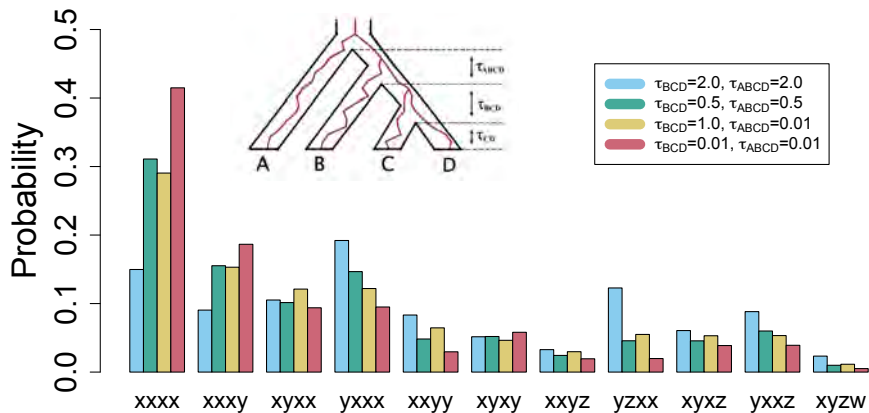 Probability
0.5
0.4
0.3
0.2
0.1
0.0
τABCD
τBCD
τCD
A B C D
τBCD=2.0, τABCD=2.0
τBCD=0.5, τABCD=0.5
τBCD=1.0, τABCD=0.01
τBCD=0.01, τABCD=0.01
xxxx xxxy xyxx yxxx xxyy xyxy xxyz yzxx xyxz yxxz xyzw